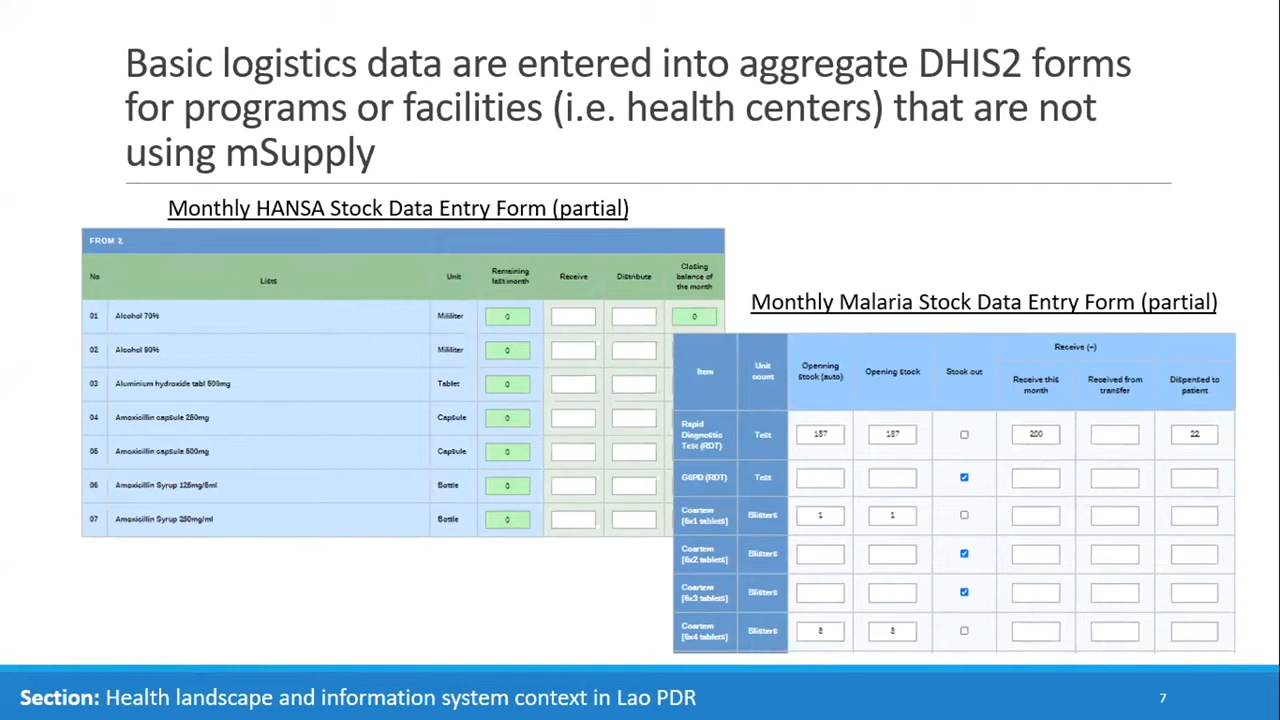 Basic logistics data are entered into aggregate DHIS2 forms
for programs or facilities (i.e. health centers) that are not
using mSupply
Monthly HANSA Stock Data Entry Form (partial)
FROM 2.
No Lists Unit Remaining last month Receive Distribute Closing balance of the month
01 Alcohol 70% Mililiter 0 0
02 Alcohol 90% Mililiter 0
03 Aluminium hydroxide tabl 500mg Tablet 0
04 Amoxicillin capsule 250mg Capsule 0
05 Amoxicillin capsule 500mg Capsule 0
06 Amoxicillin Syrup 125mg/5ml Bottle 0
07 Amoxicillin Syrup 250mg/ml Bottle 0
Monthly Malaria Stock Data Entry Form (partial)
Receive (+)
Item Unit count Openning stock (auto) Opening stock Stock out Receive this month Received from transfer Dispensed to patient
Rapid Diagnostic Test (RDT) Test 187 187 200 22
G6PD (RDT) Test
Coartem [6x1 tablets] Blisters 1 1
Coartem [6x2 tablets] Blisters
Coartem [6x3 tablets] Blisters
Coartem [6x4 tablets] Blisters
Section: Health landscape and information system context in Lao PDR
7